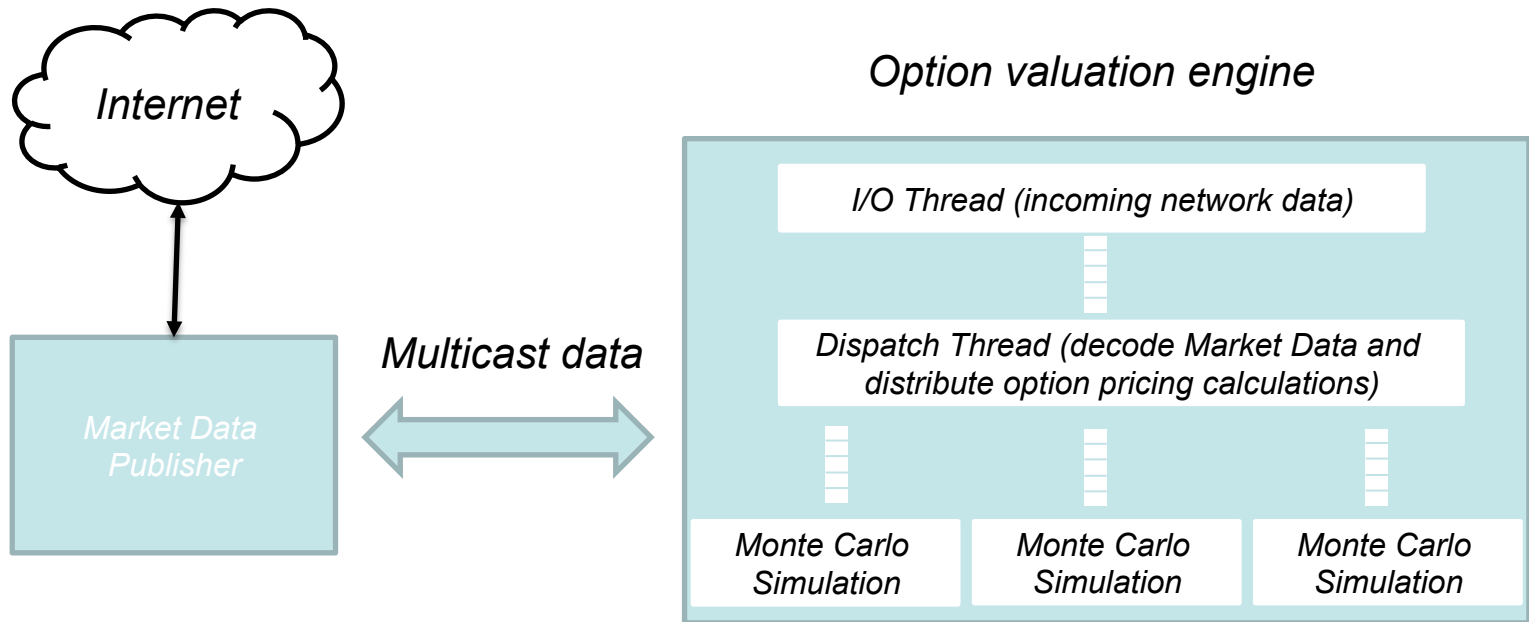 Internet
Option valuation engine
I/O Thread (incoming network data)
Dispatch Thread (decode Market Data and
distribute option pricing calculations)
Multicast data
Market Data
Publisher
Monte Carlo
Simulation
Monte Carlo
Simulation
Monte Carlo
Simulation